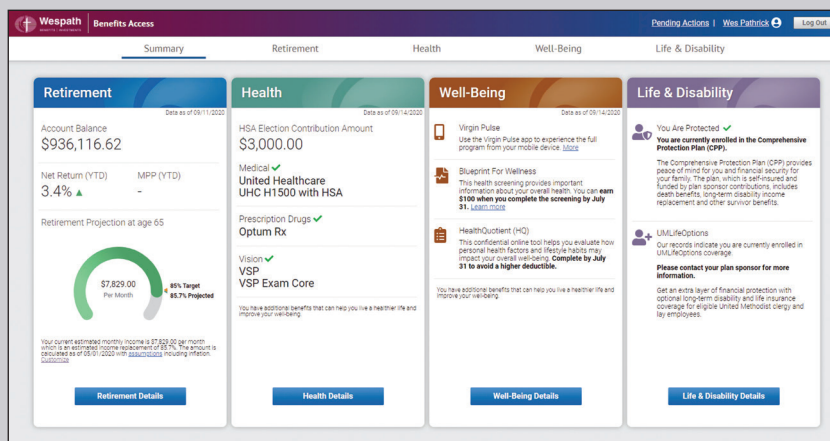 Wespath
BENEFITS | INVESTMENTS
Benefits Access
Pending Actions | Wes Pathrick
Log Out
Summary
Retirement
Health
Well-Being
Life & Disability
Retirement
Data as of 09/11/2020
Account Balance
$936,116.62
Net Return (YTD)
MPP (YTD)
3.4%
-
Retirement Projection at age 65
$7,829.00
Per Month
85% Target
85.7% Projected
Your current estimated monthly income is $7,829.00 per month
which is an estimated income replacement of 85.7%. The amount is
calculated as of 05/01/2020 with assumptions including inflation.
Customize
Retirement Details
Health
Data as of 09/14/2020
HSA Election Contribution Amount
$3,000.00
Medical
United Healthcare
UHC H1500 with HSA
Prescription Drugs
Optum Rx
Vision
VSP
VSP Exam Core
You have additional benefits that can help you live a healthier life and
improve your well-being.
Health Details
Well-Being
Data as of 09/14/2020
Virgin Pulse
Use the Virgin Pulse app to experience the full
program from your mobile device. More
Blueprint For Wellness
This health screening provides important
information about your overall health. You can earn
$100 when you complete the screening by July
31. Learn more
HealthQuotient (HQ)
This confidential online tool helps you evaluate how
personal health factors and lifestyle habits may
impact your overall well-being. Complete by July
31 to avoid a higher deductible.
You have additional benefits that can help you live a healthier life and
improve your well-being.
Well-Being Details
Life & Disability
You Are Protected
You are currently enrolled in the Comprehensive
Protection Plan (CPP).
The Comprehensive Protection Plan (CPP) provides
peace of mind for you and financial security for
your family. The plan, which is self-insured and
funded by plan sponsor contributions, includes
death benefits, long-term disability income
replacement and other survivor benefits.
UMLifeOptions
Our records indicate you are currently enrolled in
UMLifeOptions coverage
Please contact your plan sponsor for more
information.
Get an extra layer of financial protection with
optional long-term disability and life insurance
coverage for eligible United Methodist clergy and
lay employees.
Life & Disability Details